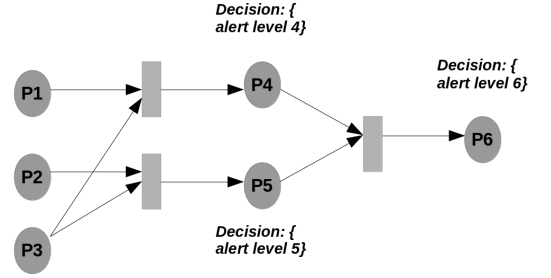 Decision: {
alert level 4}
Decision: {
alert level 6}
P1
P4
P6
P2
P5
P3
Decision: {
alert level 5}